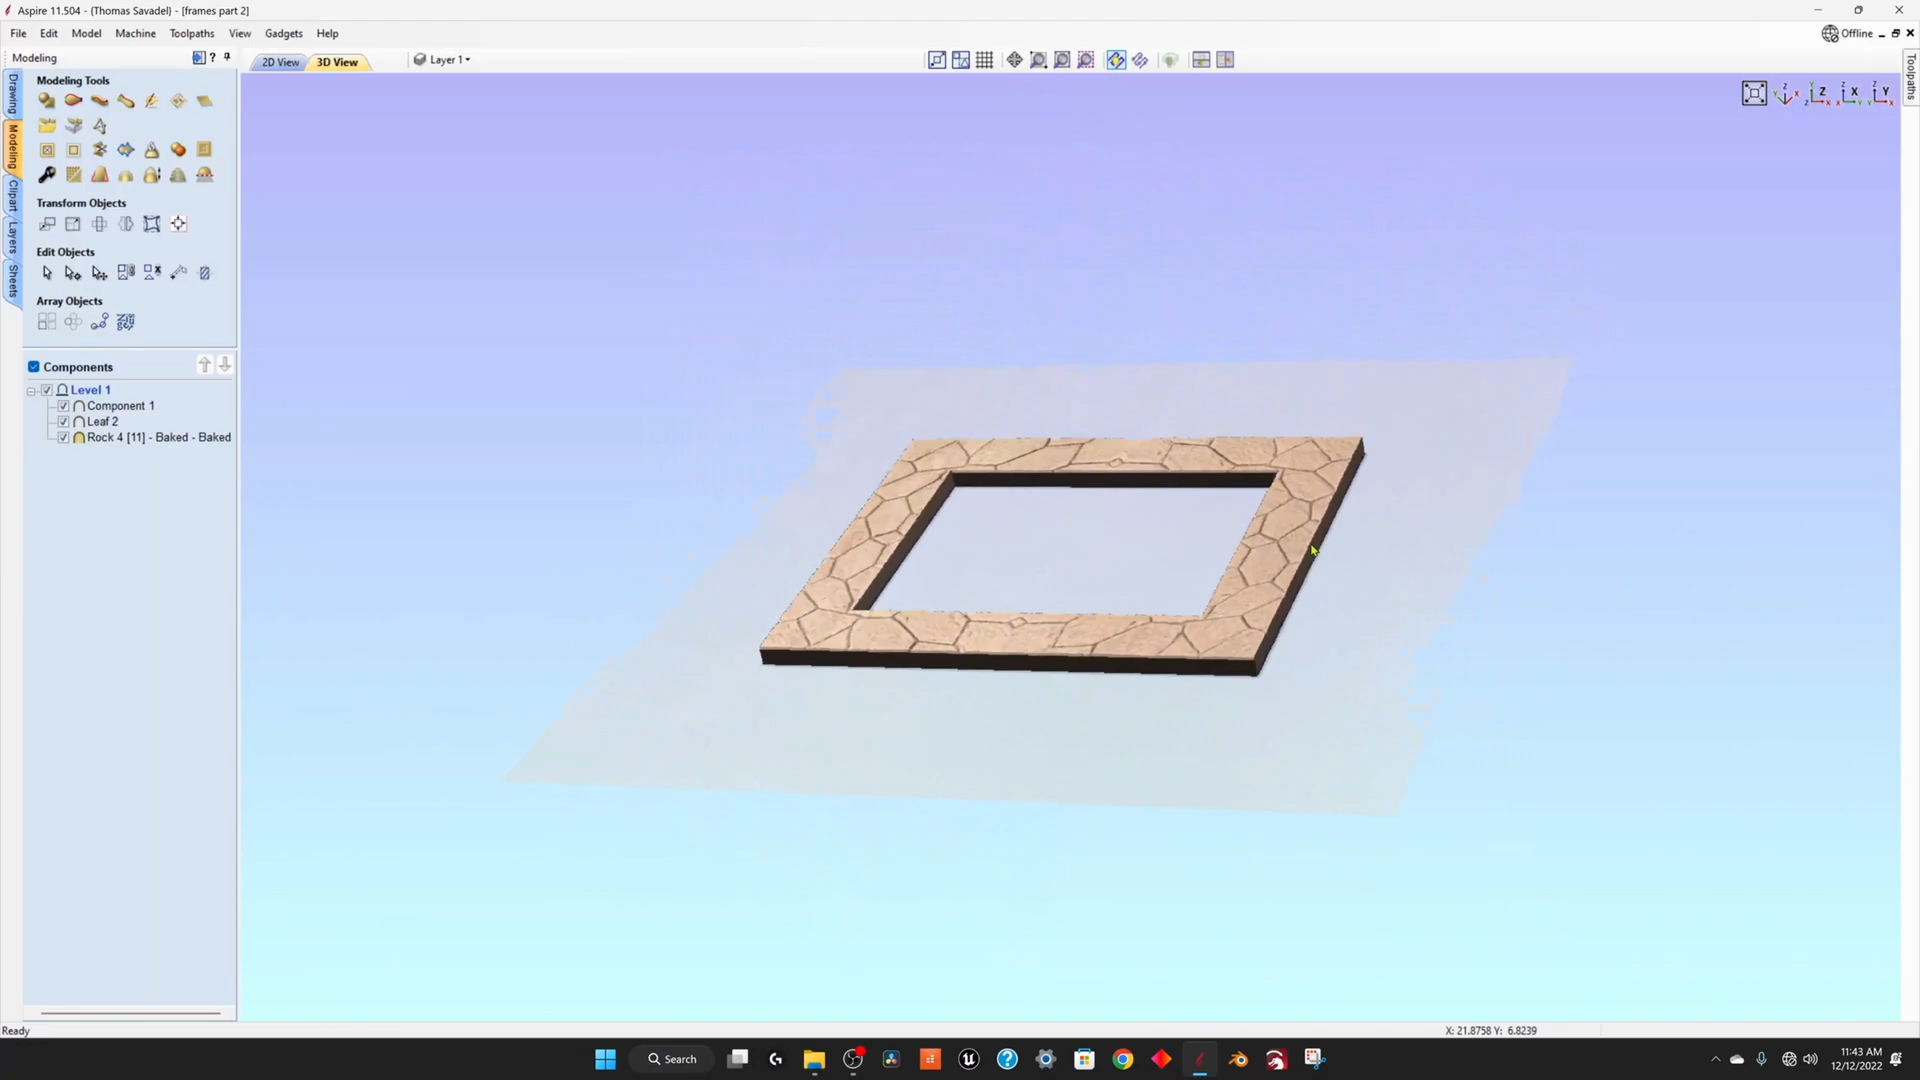 Aspire 11.504 - {Thomas Savadel} - [frames part 2]
File Edit Model Machine Toolpaths View Gadgets Help
Offline
Modeling
2D View
3D View
Layer 1
Drawing
Modeling
Clipart
Layers
Sheets
Toolpaths
Modeling Tools
Z X Y
Transform Objects
Edit Objects
Array Objects
Components
Level 1
Component 1
Leaf 2
Rock 4 [11] - Baked - Baked
Ready
X: 21.8758 Y: 6.8239
Search
11:43 AM
12/12/2022